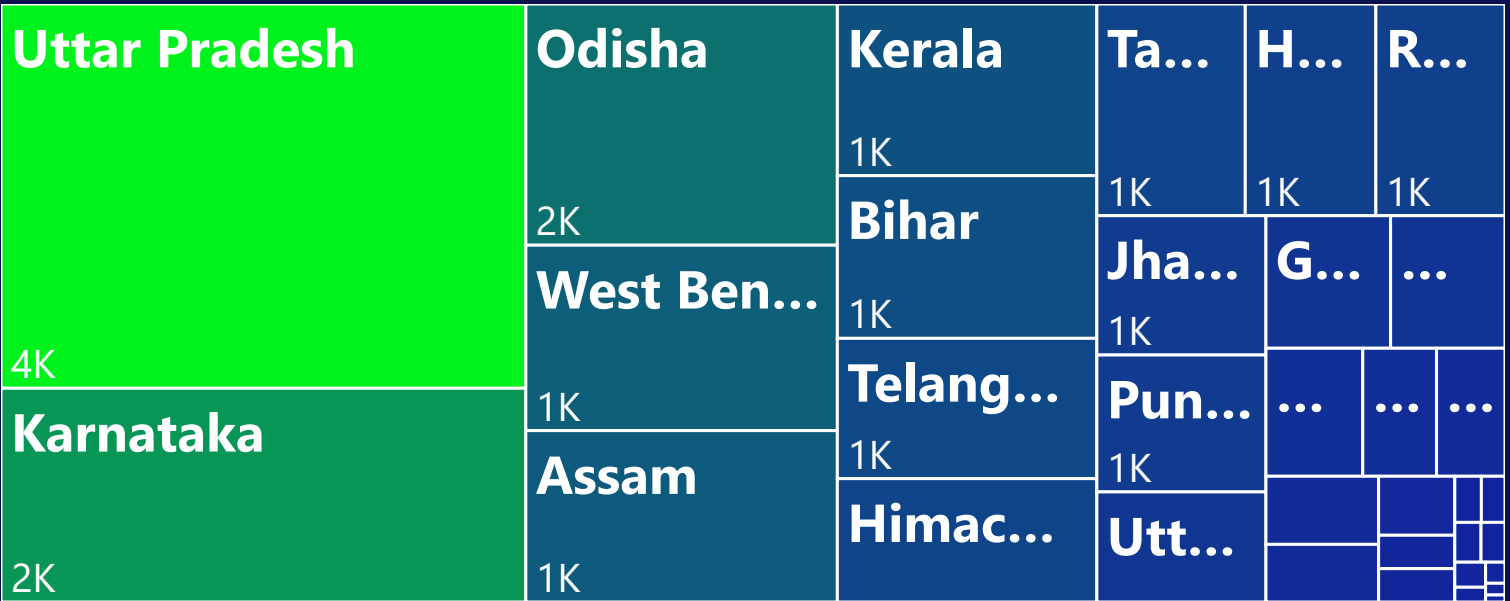 Uttar Pradesh
4K
Karnataka
2K
Odisha
2K
West Ben...
1K
Assam
1K
Kerala
1K
Bihar
1K
Telang...
1K
Himac...
Ta...
1K
H...
1K
R...
1K
Jha...
1K
Pun...
1K
Utt...
G...
...
...
...
...